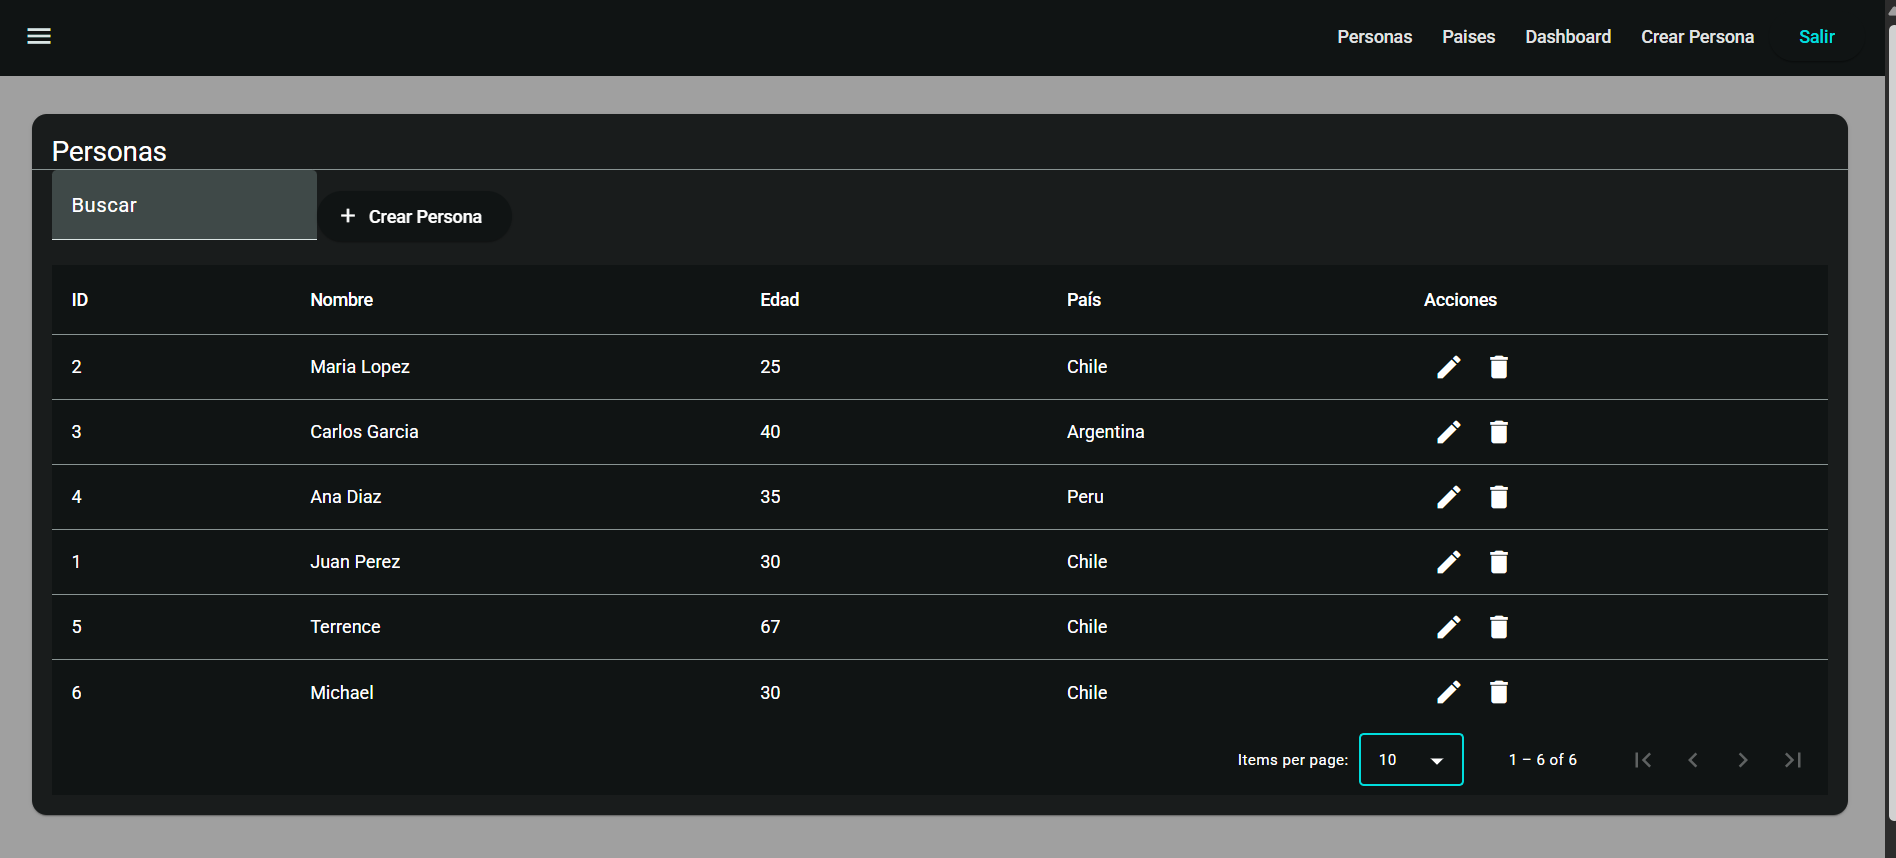 Personas Paises Dashboard Crear Persona Salir
Personas
Buscar
Crear Persona
ID Nombre Edad País Acciones
2 Maria Lopez 25 Chile
3 Carlos Garcia 40 Argentina
4 Ana Diaz 35 Peru
1 Juan Perez 30 Chile
5 Terrence 67 Chile
6 Michael 30 Chile
Items per page: 10 1 – 6 of 6